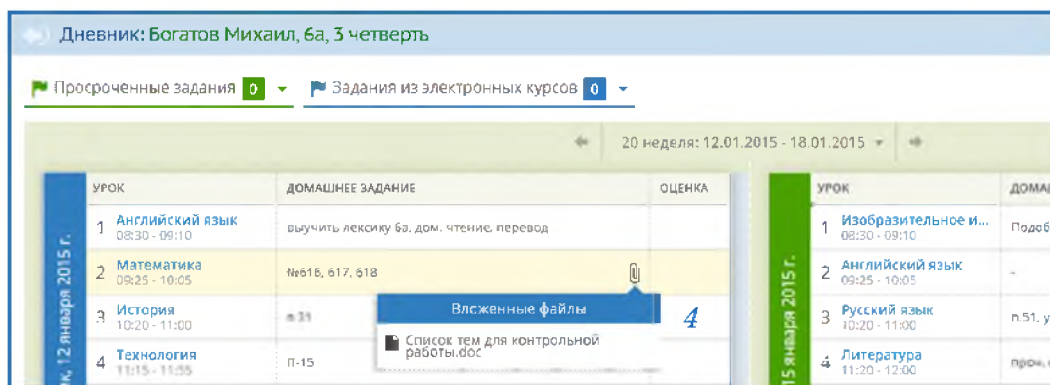 Дневник: Богатов Михаил, 6а, 3 четверть
Просроченные задания 0
Задания из электронных курсов 0
20 неделя: 12.01.2015 - 18.01.2015
УРОК ДОМАШНЕЕ ЗАДАНИЕ ОЦЕНКА
1 Английский язык выучить лексику 6а, дом. чтение, перевод
08:30 - 09:10
2 Математика №616, 617, 618
09:25 - 10:05
3 История п 31 4
10:20 - 11:00
4 Технология П-15
11:15 - 11:55
Вложенные файлы
Список тем для контрольной
работы.doc
12 января 2015 г.
УРОК ДОМАШ
1 Изобразительное и... Подоб
08:30 - 09:10
2 Английский язык -
09:25 - 10:05
3 Русский язык п.51, у
10:20 - 11:00
4 Литература проч,
11:20 - 12:00
15 января 2015 г.